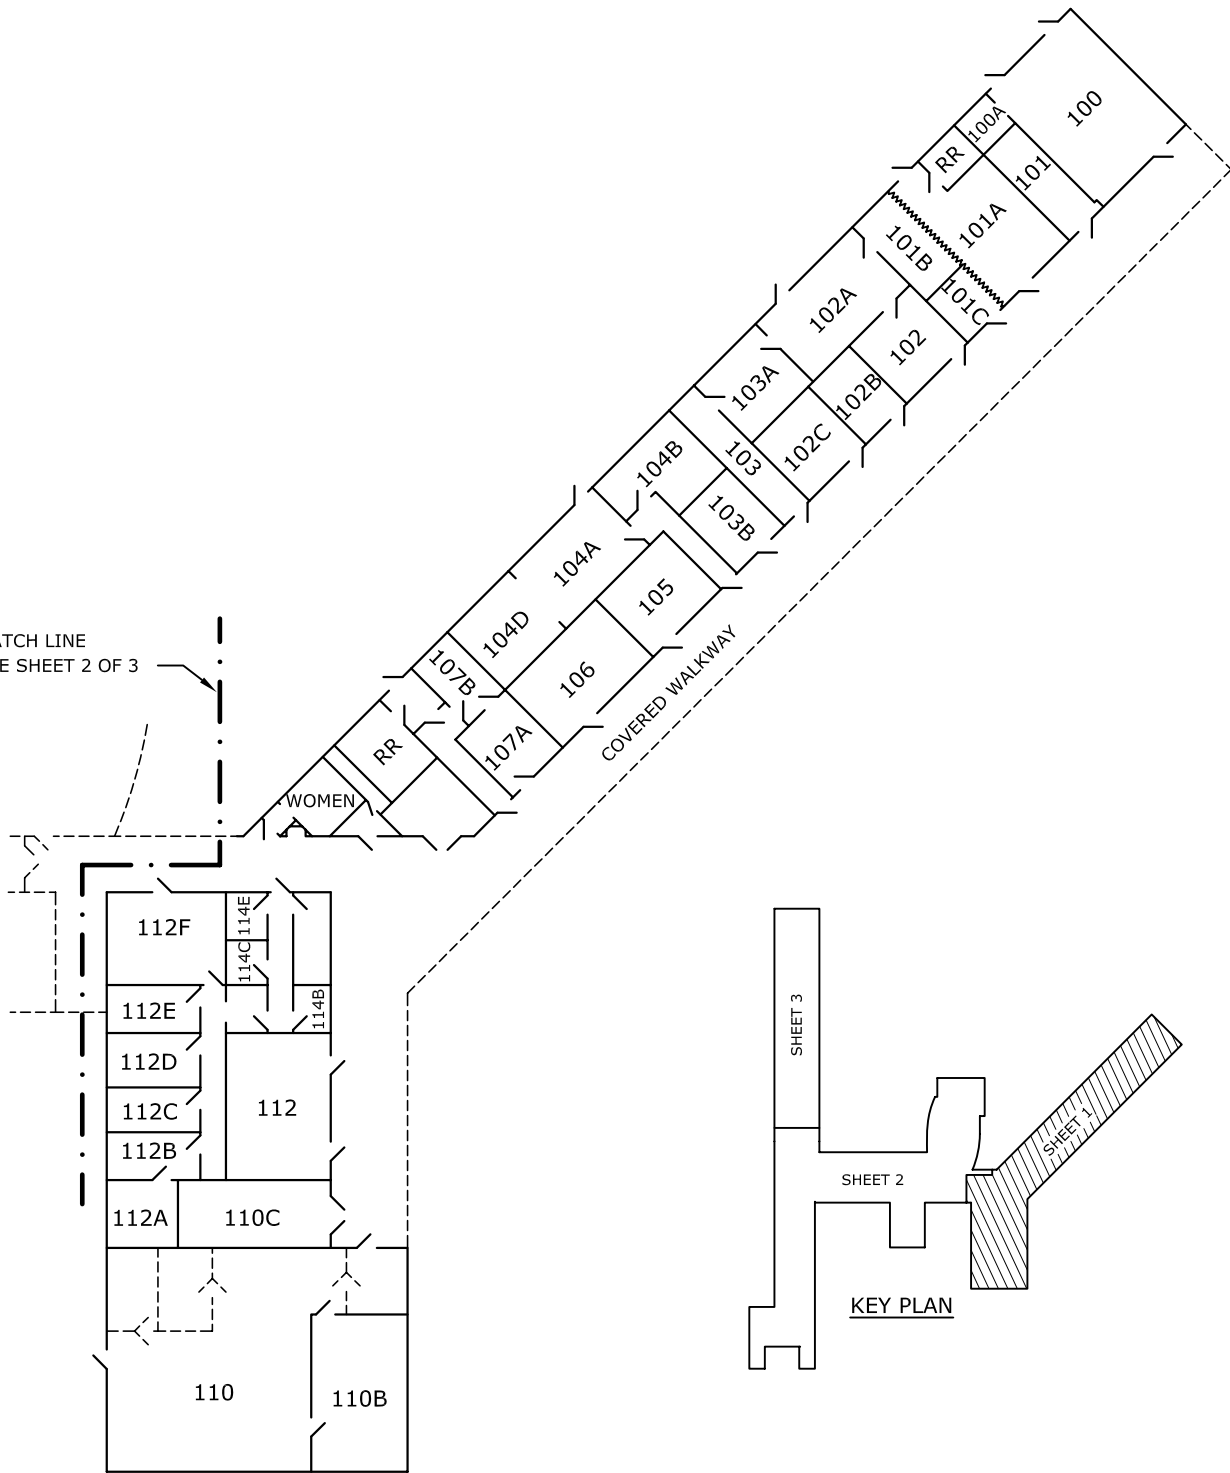 100
100A
RR
101
101A
101B
101C
102A
102
103A
102B
102C
104B
103
103B
104A
105
104D
ATCH LINE
E SHEET 2 OF 3
107B
106
COVERED WALKWAY
RR
107A
WOMEN
112F
114E
114C
112E
114B
112D
112C
112
112B
112A
110C
110
110B
SHEET 3
SHEET 1
SHEET 2
KEY PLAN